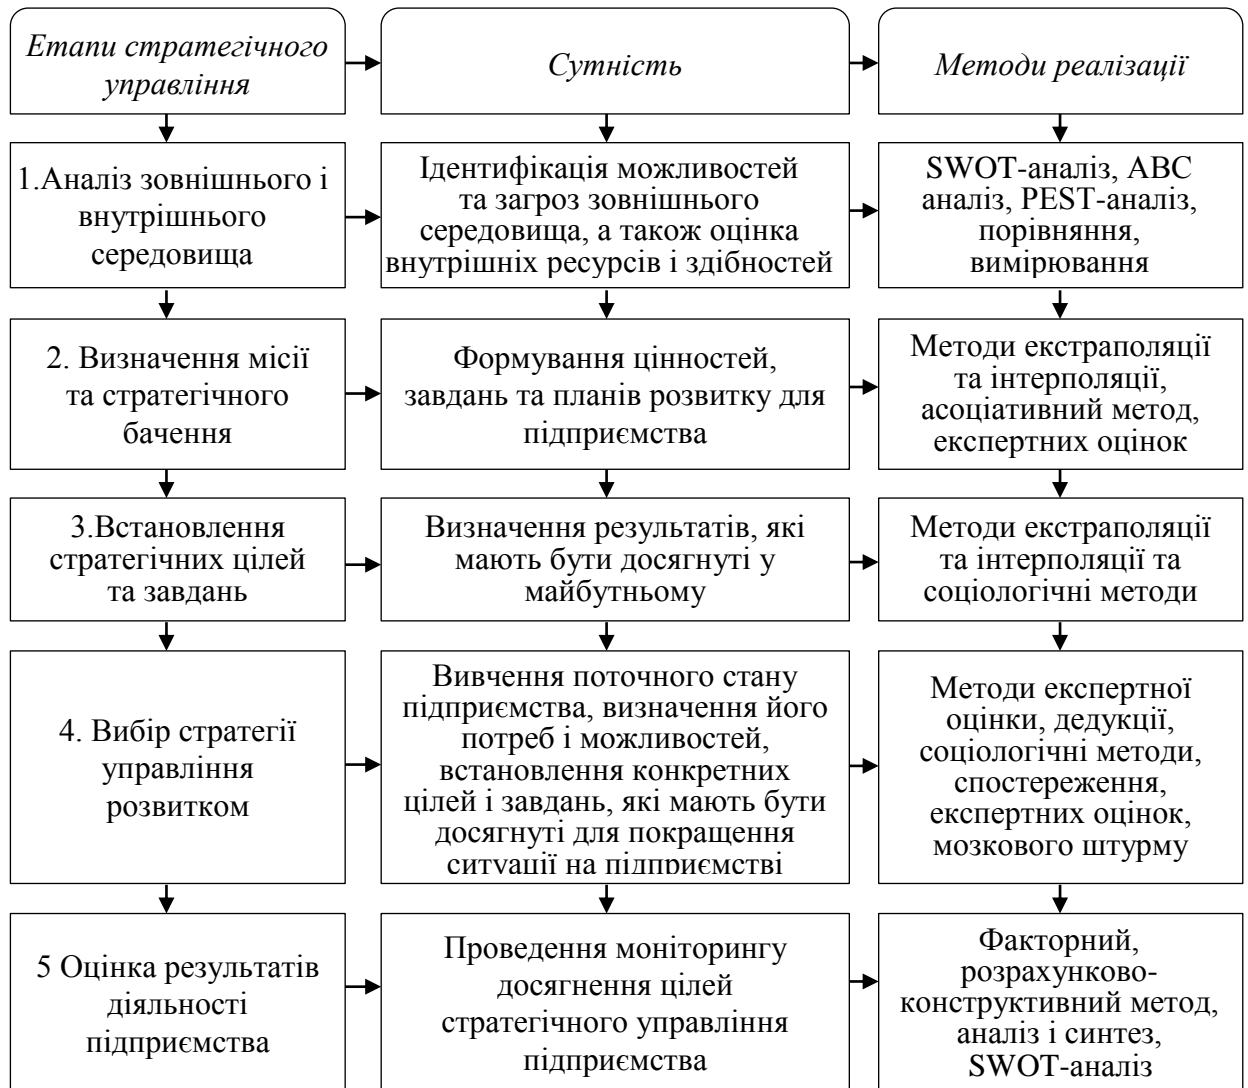 Етапи стратегічного
управління
Сутність
Методи реалізації
1.Аналіз зовнішнього і
внутрішнього
середовища
Ідентифікація можливостей
та загроз зовнішнього
середовища, а також оцінка
внутрішніх ресурсів і здібностей
SWOT-аналіз, АВС
аналіз, PEST-аналіз,
порівняння,
вимірювання
2. Визначення місії
та стратегічного
бачення
Формування цінностей,
завдань та планів розвитку для
підприємства
Методи екстраполяції
та інтерполяції,
асоціативний метод,
експертних оцінок
3.Встановлення
стратегічних цілей
та завдань
Визначення результатів, які
мають бути досягнуті у
майбутньому
Методи екстраполяції
та інтерполяції та
соціологічні методи
4. Вибір стратегії
управління
розвитком
Вивчення поточного стану
підприємства, визначення його
потреб і можливостей,
встановлення конкретних
цілей і завдань, які мають бути
досягнуті для покращення
ситуації на підприємстві
Методи експертної
оцінки, дедукції,
соціологічні методи,
спостереження,
експертних оцінок,
мозкового штурму
5 Оцінка результатів
діяльності
підприємства
Проведення моніторингу
досягнення цілей
стратегічного управління
підприємства
Факторний,
розрахунково-
конструктивний метод,
аналіз і синтез,
SWOT-аналіз